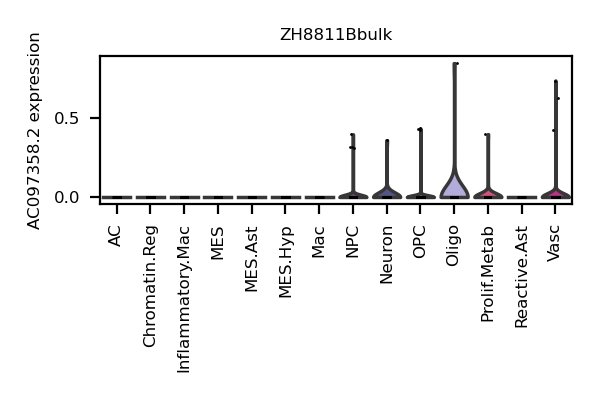 ZH8811Bbulk
AC097358.2 expression
0.5
0.0
AC
Chromatin.Reg
Inflammatory.Mac
MES
MES.Ast
MES.Hyp
Mac
NPC
Neuron
OPC
Oligo
Prolif.Metab
Reactive.Ast
Vasc